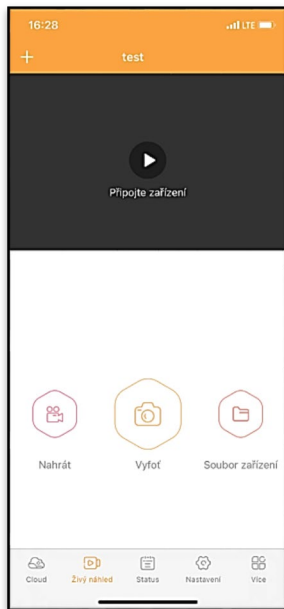 16:28
LTE
+ test
Připojte zařízení
Nahrát Vyfoť Soubor zařízení
Cloud Živý náhled Status Nastavení Více